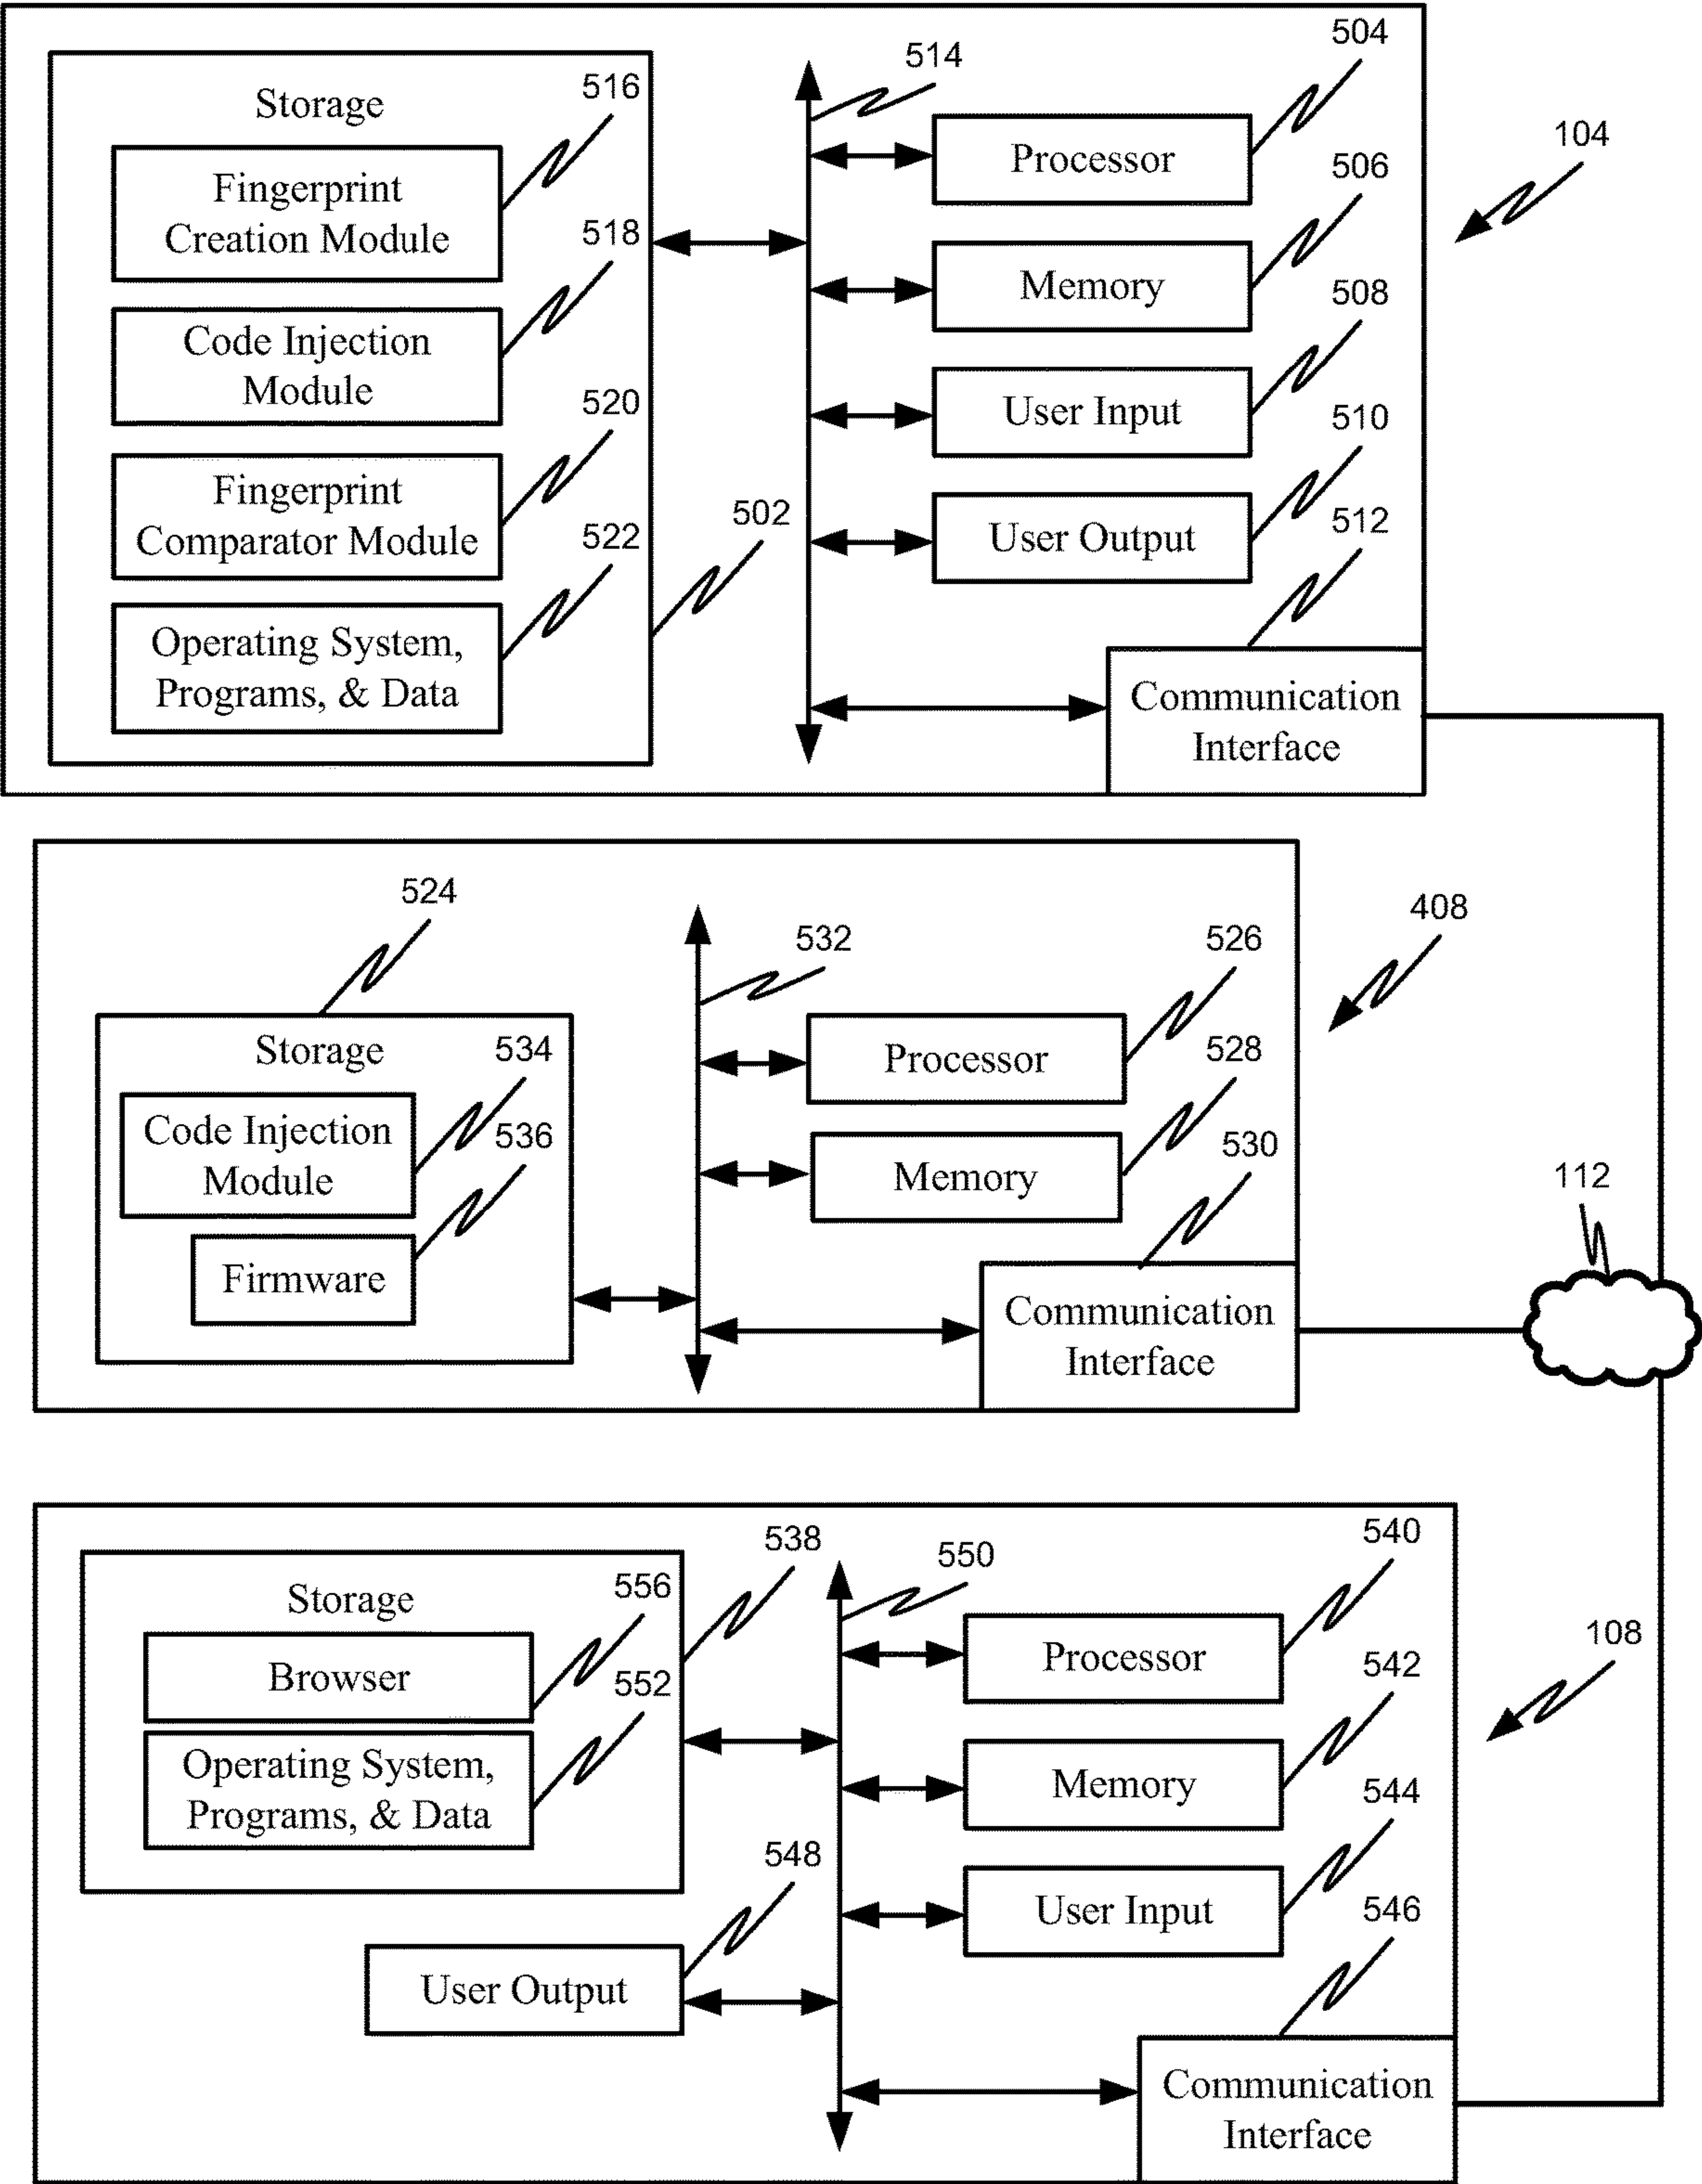 504
514
516
Storage
104
Processor
Fingerprint
Creation Module
506
518
Memory
508
Code Injection
Module
520
User Input
510
Fingerprint
Comparator Module
502
522
User Output
512
Operating System,
Programs, & Data
Communication
Interface
524
408
532
526
Storage
534
Processor
528
Code Injection
Module
536
530
Memory
112
Firmware
Communication
Interface
540
538
550
556
Storage
108
Processor
Browser
542
552
Operating System,
Programs, & Data
Memory
544
548
User Input
546
User Output
Communication
Interface